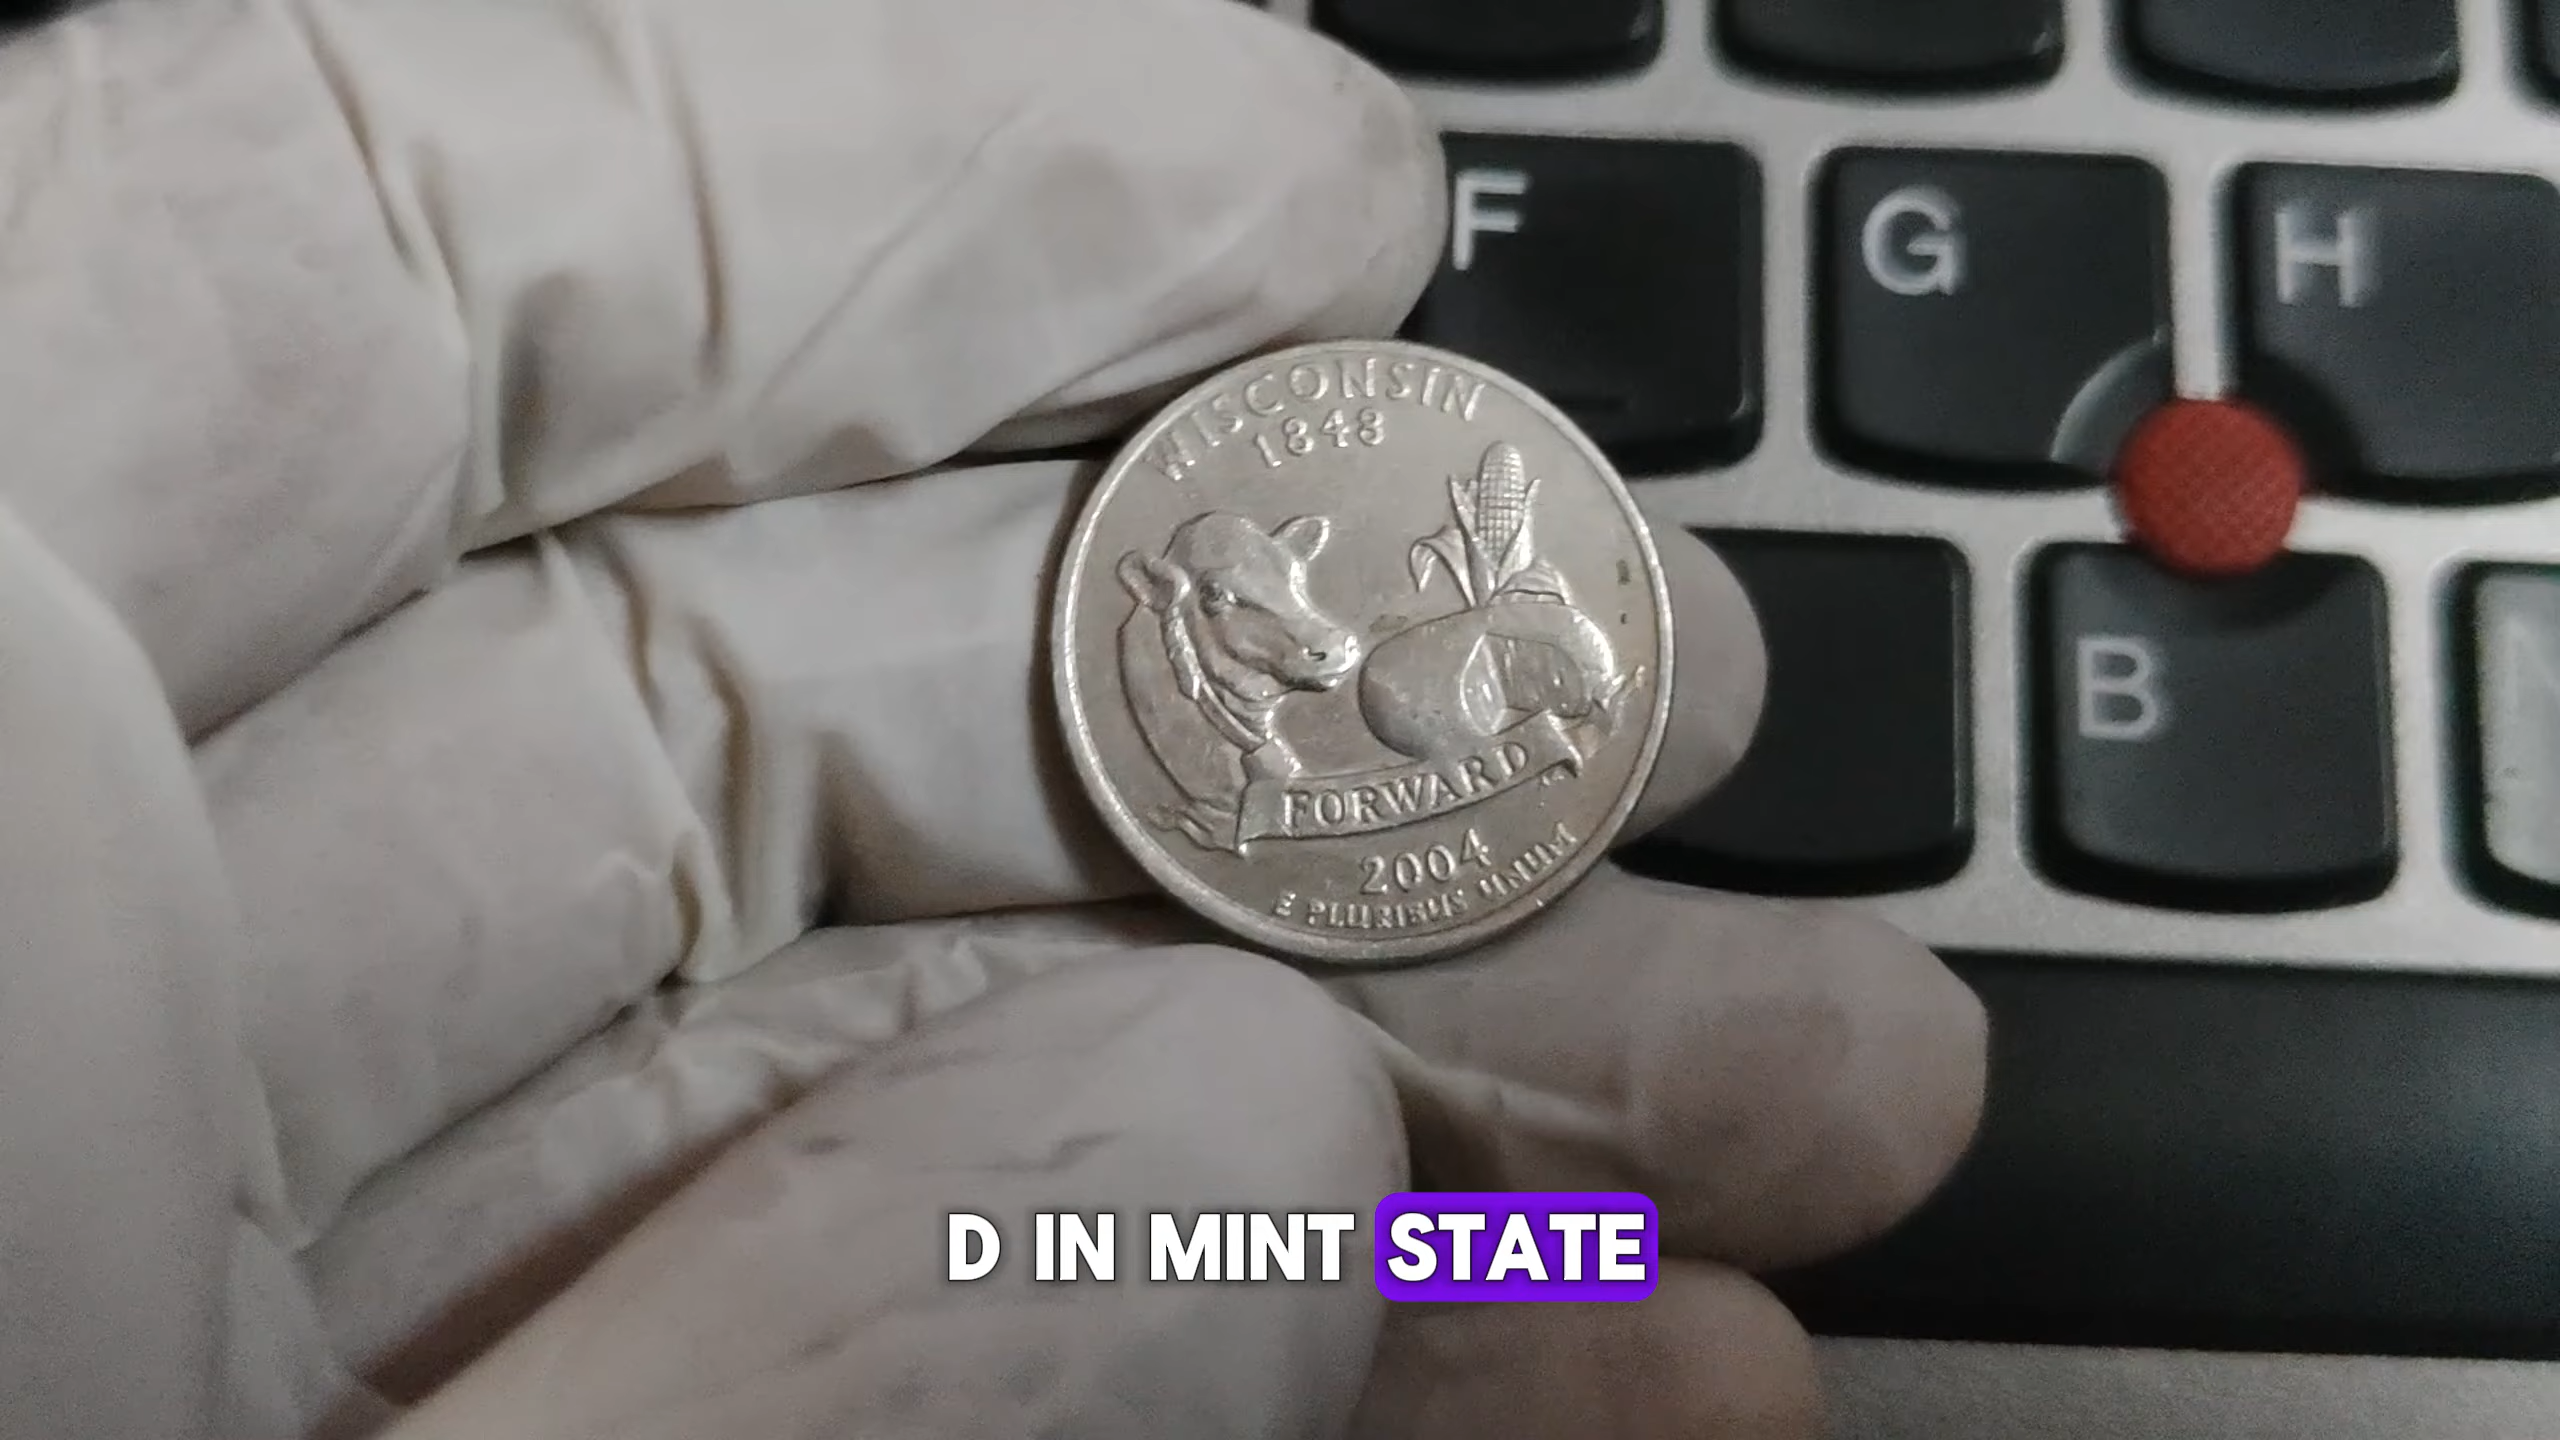 F
G
H
WISCONSIN
1848
B
FORWARD
2004
E PLURIBUS UNUM
D IN MINT STATE